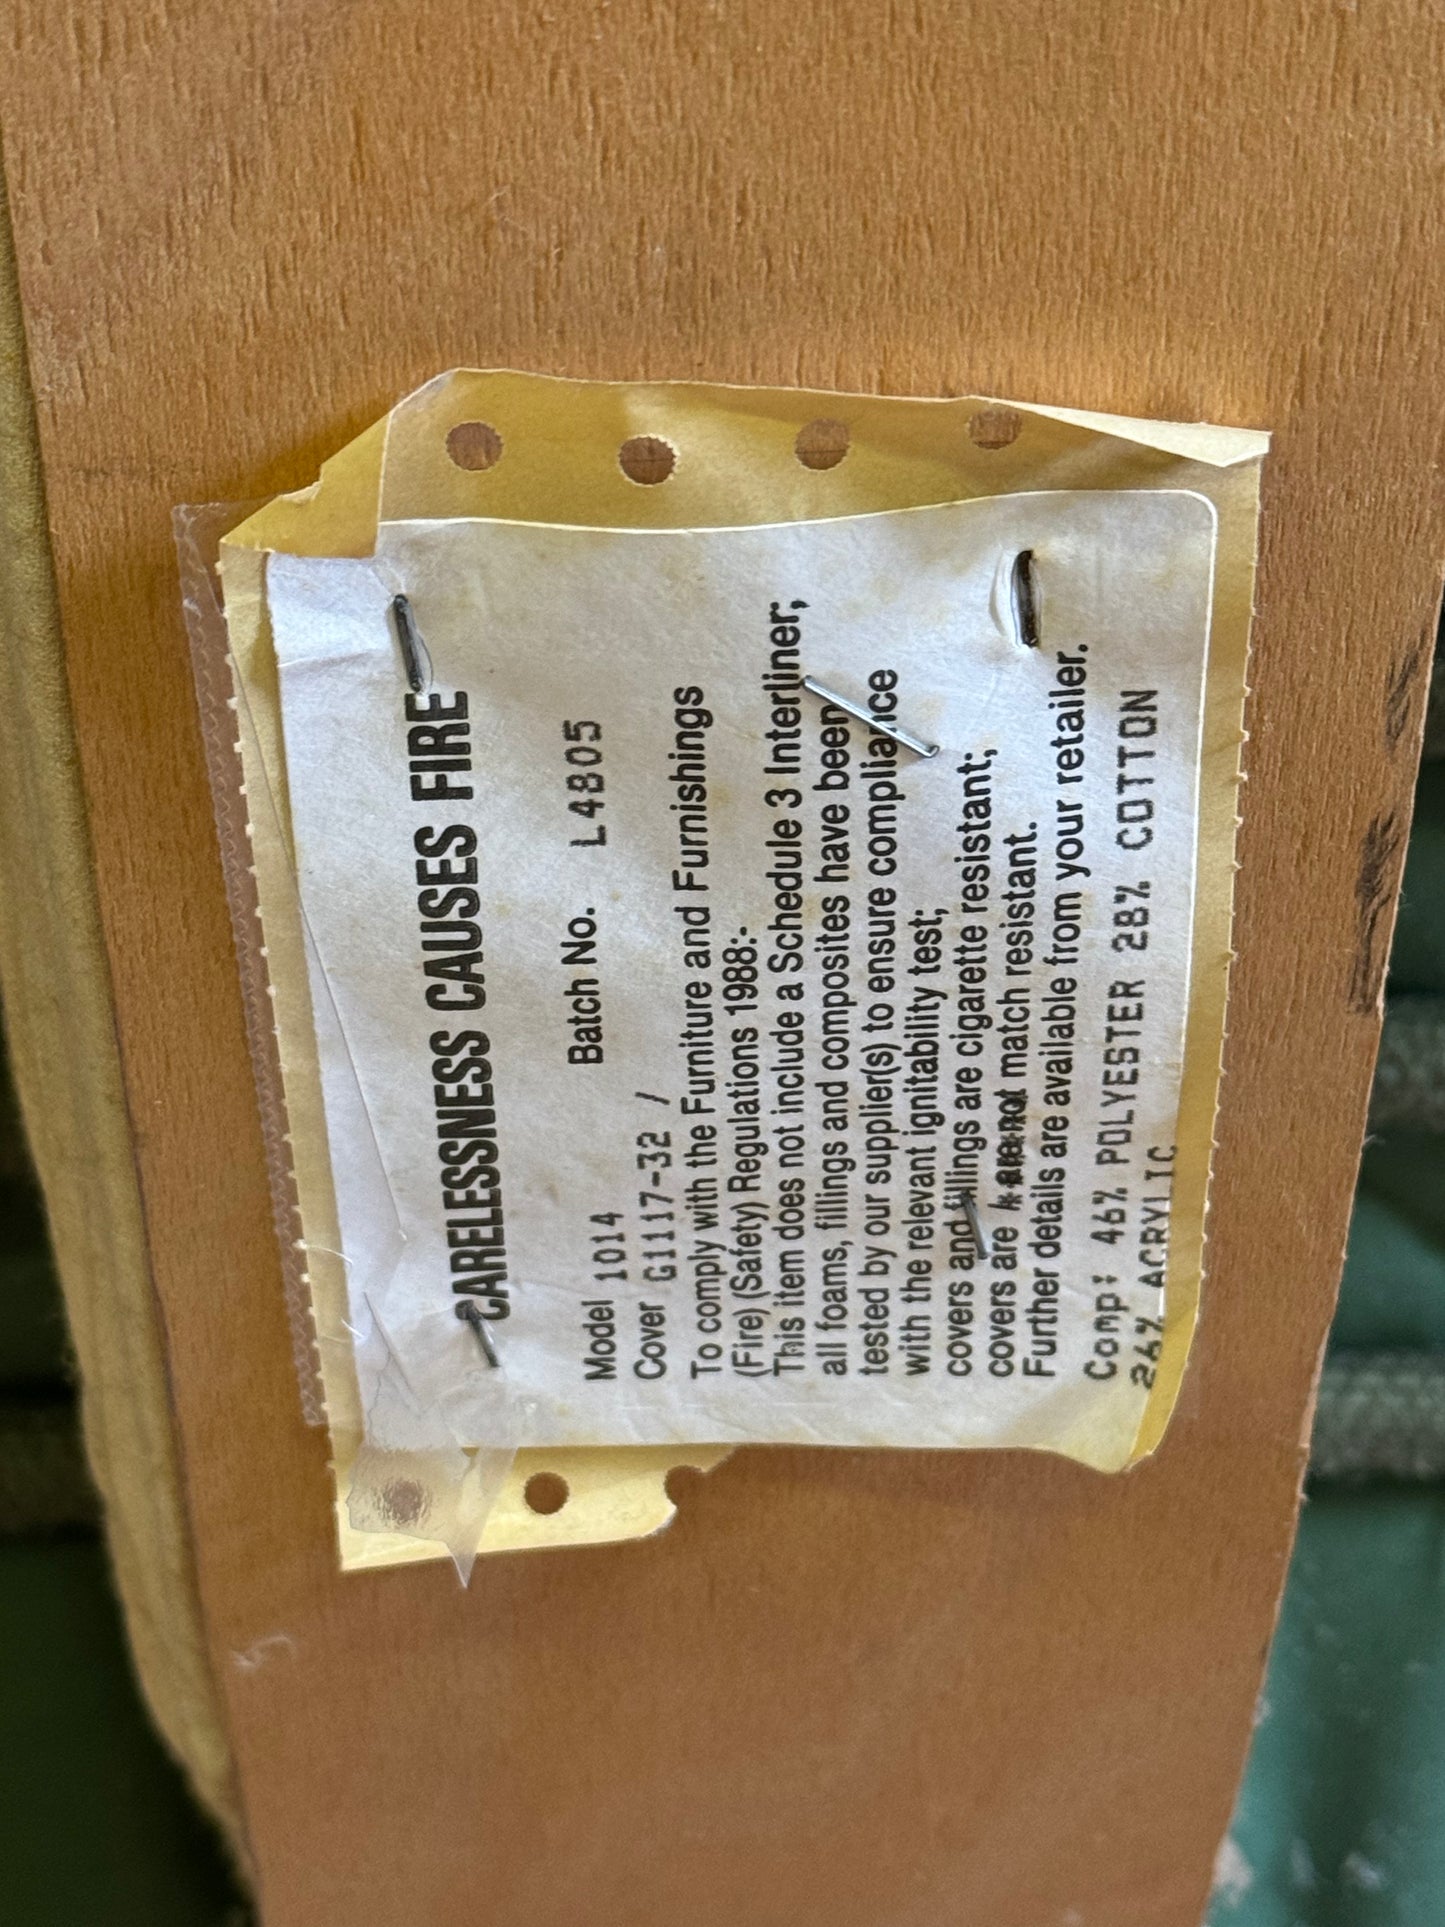 CARELESSNESS CAUSES FIRE
Model 1014 Batch No. L4805
Cover G1117-32 /
To comply with the Furniture and Furnishings
(Fire) (Safety) Regulations 1988:-
This item does not include a Schedule 3 Interliner;
all foams, fillings and composites have been
tested by our supplier(s) to ensure compliance
with the relevant ignitability test;
covers and fillings are cigarette resistant;
covers are match resistant.
Further details are available from your retailer.
Comp: 46% POLYESTER 28% COTTON
26% ACRYLIC